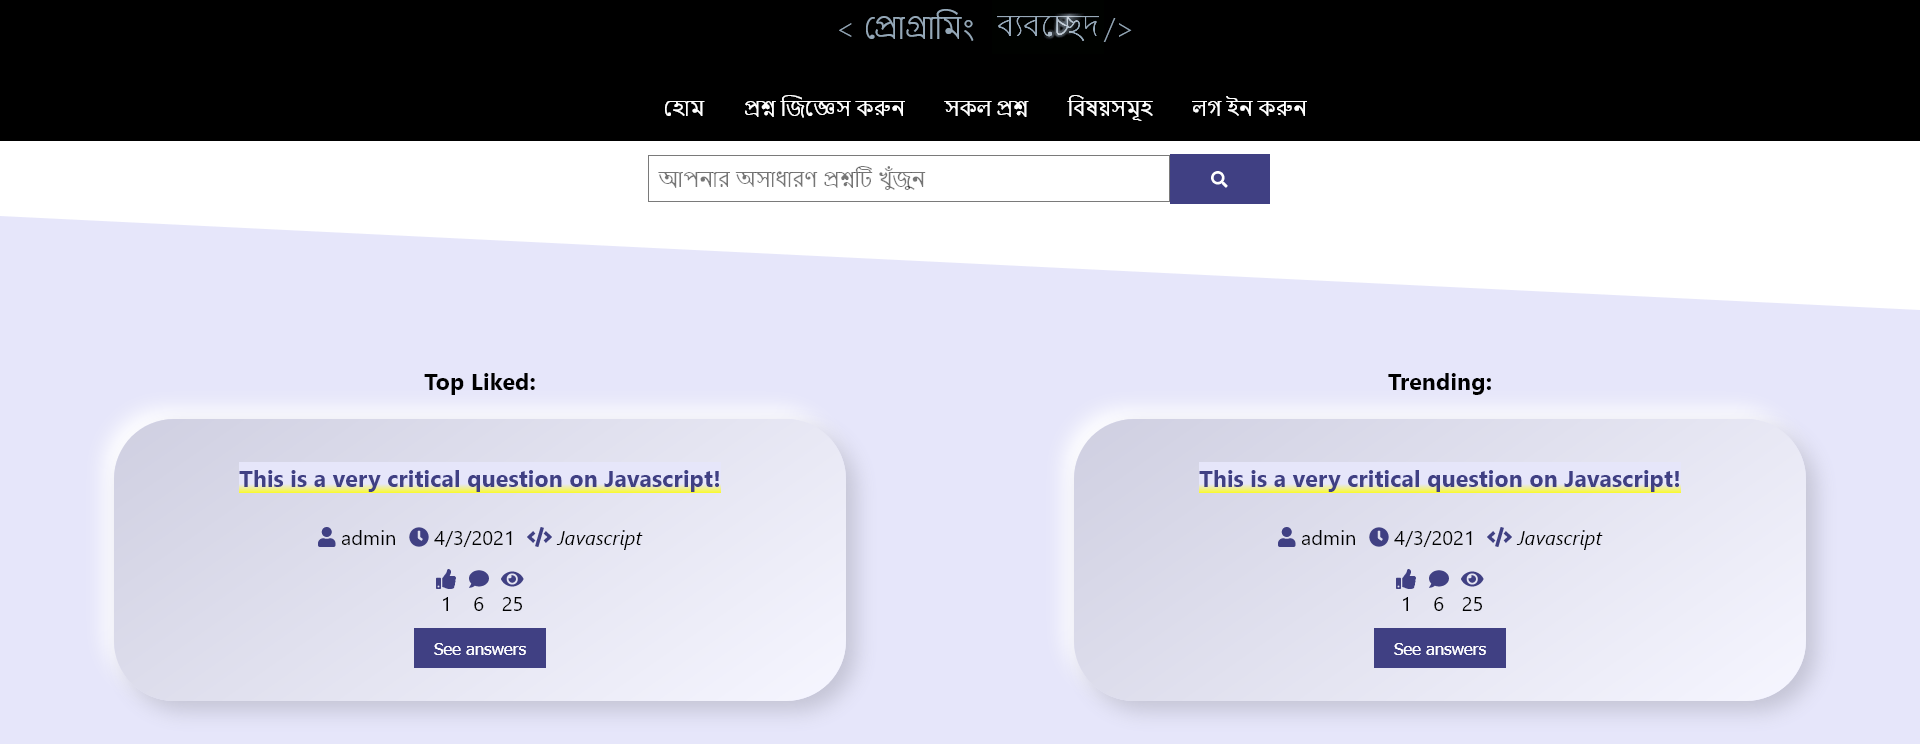 < প্রোগ্রামিং ব্যবচ্ছেদ />
হোম প্রশ্ন জিজ্ঞেস করুন সকল প্রশ্ন বিষয়সমূহ লগ ইন করুন
আপনার অসাধারণ প্রশ্নটি খুঁজুন
Top Liked:
This is a very critical question on Javascript!
admin 4/3/2021 Javascript
1 6 25
See answers
Trending:
This is a very critical question on Javascript!
admin 4/3/2021 Javascript
1 6 25
See answers